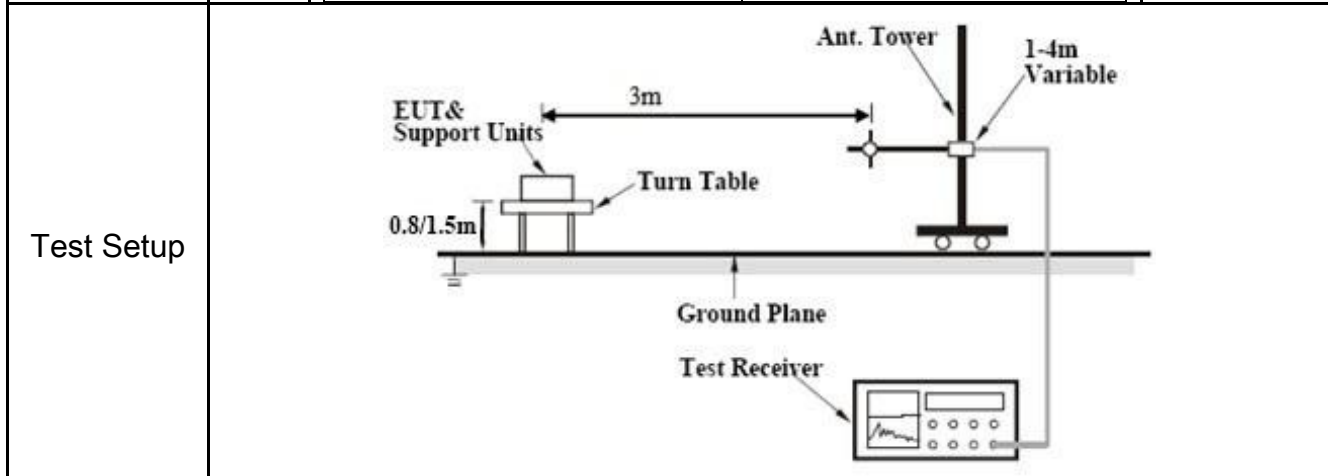 Test Setup
Ant. Tower
1-4m
Variable
3m
EUT&
Support Units
Turn Table
0.8/1.5m
Ground Plane
Test Receiver